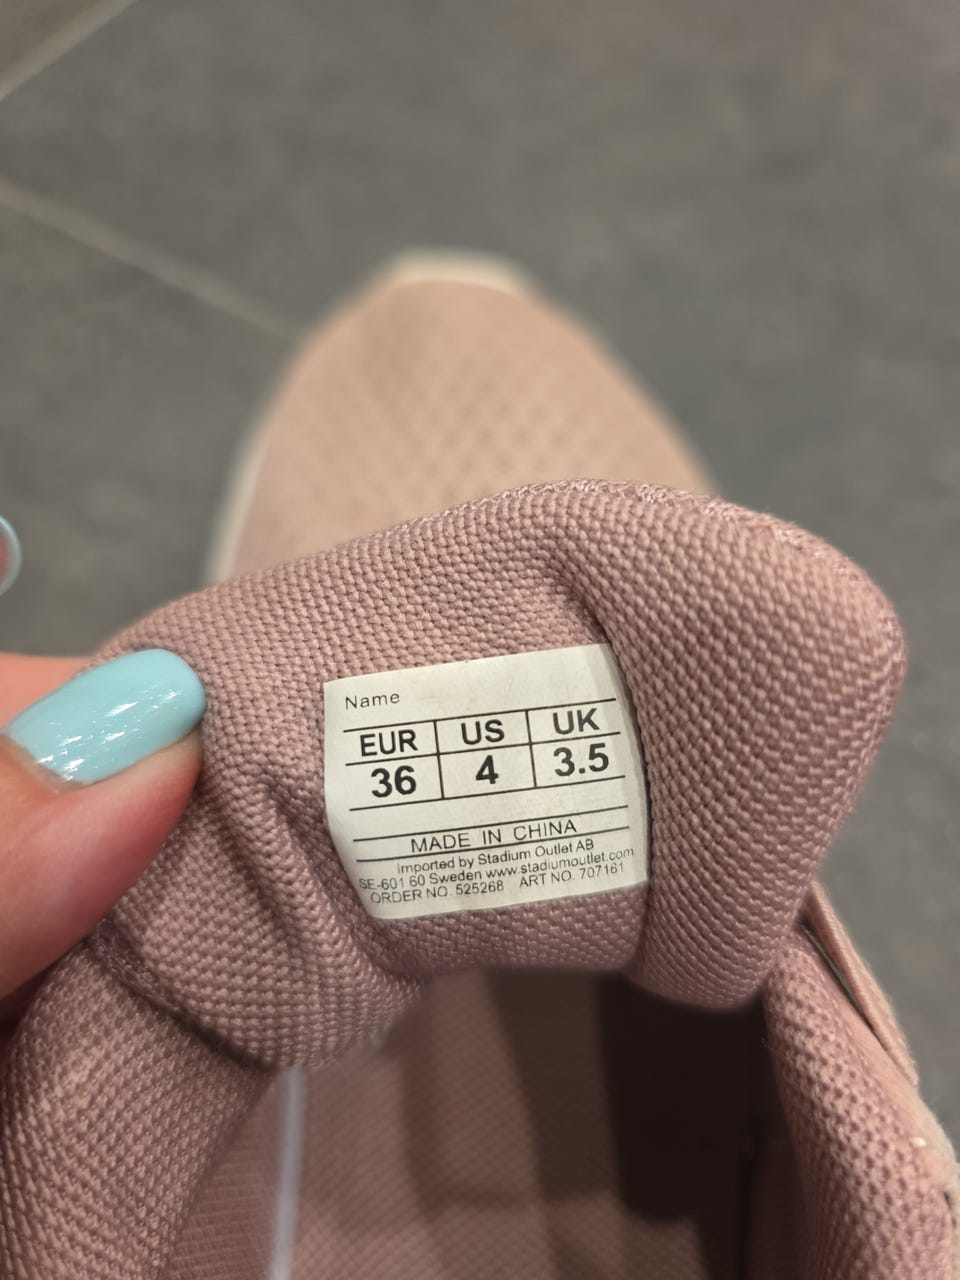 Name
EUR US UK
36 4 3.5
MADE IN CHINA
Imported by Stadium Outlet AB
SE-601 60 Sweden www.stadiumoutlet.com
ORDER NO. 525268 ART NO. 707161